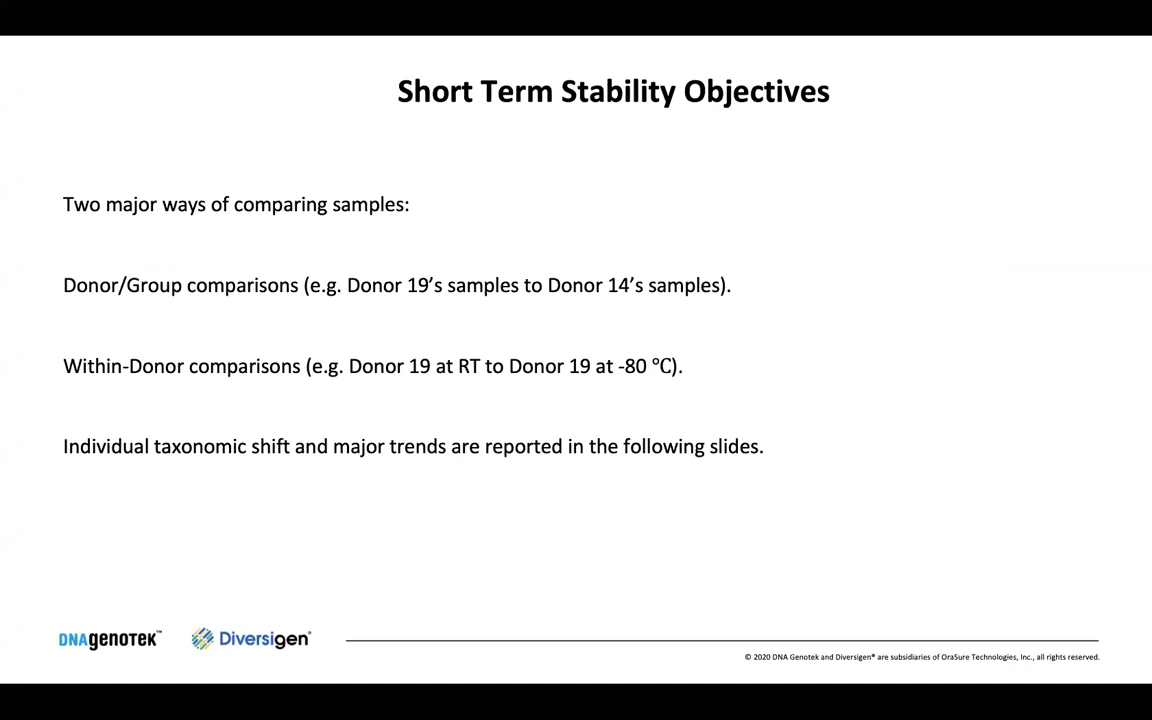 Short Term Stability Objectives
Two major ways of comparing samples:
Donor/Group comparisons (e.g. Donor 19’s samples to Donor 14’s samples).
Within-Donor comparisons (e.g. Donor 19 at RT to Donor 19 at -80 ℃).
Individual taxonomic shift and major trends are reported in the following slides.
DNAgenotek™
Diversigen®
© 2020 DNA Genotek and Diversigen® are subsidiaries of OraSure Technologies, Inc., all rights reserved.